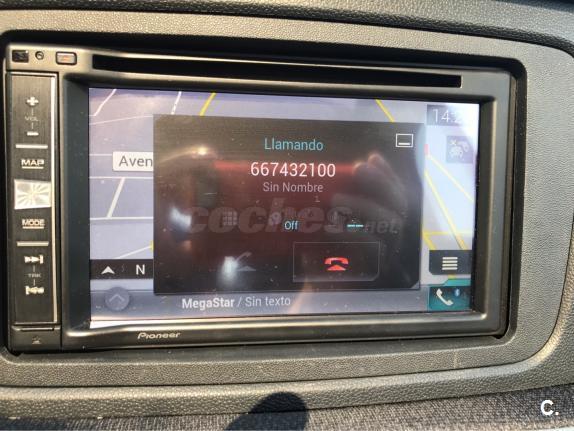 +
VOL
−
MAP
MODE
TRK
Llamando
667432100
Sin Nombre
Off
--
Aven
N
14:2
MegaStar / Sin texto
Pioneer
coches.net
C.